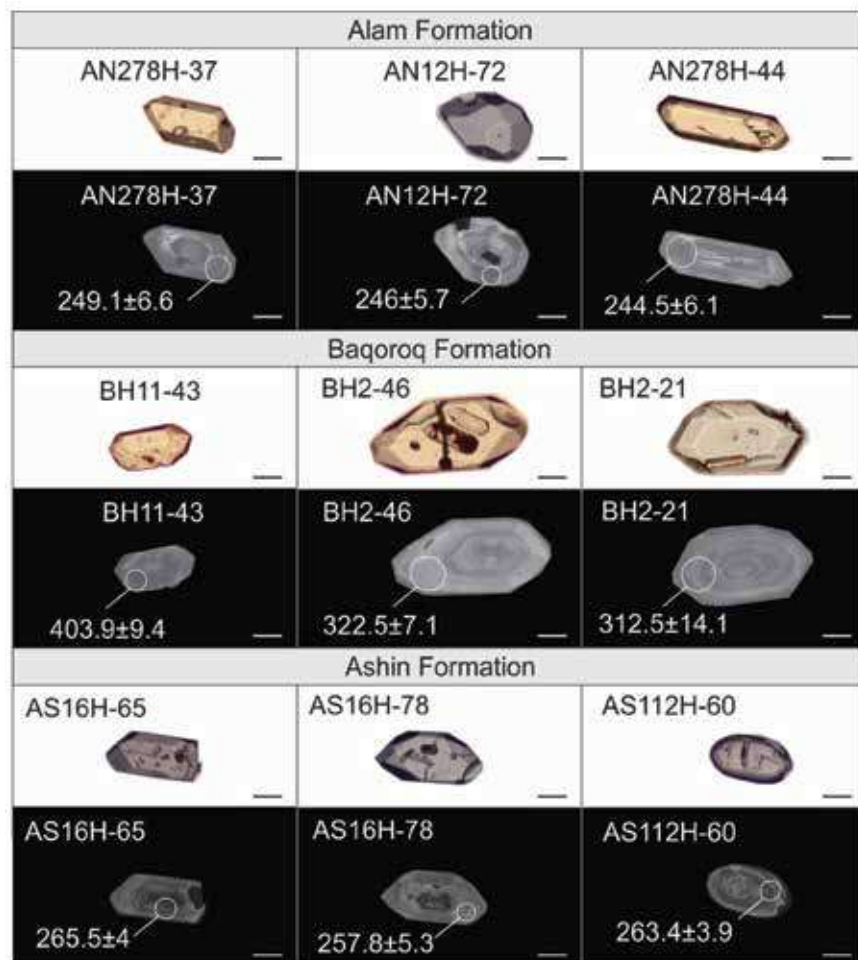 Alam Formation
AN278H-37 AN12H-72 AN278H-44
AN278H-37 AN12H-72 AN278H-44
249.1±6.6 246±5.7 244.5±6.1
Baqoroq Formation
BH11-43 BH2-46 BH2-21
BH11-43 BH2-46 BH2-21
403.9±9.4 322.5±7.1 312.5±14.1
Ashin Formation
AS16H-65 AS16H-78 AS112H-60
AS16H-65 AS16H-78 AS112H-60
265.5±4 257.8±5.3 263.4±3.9